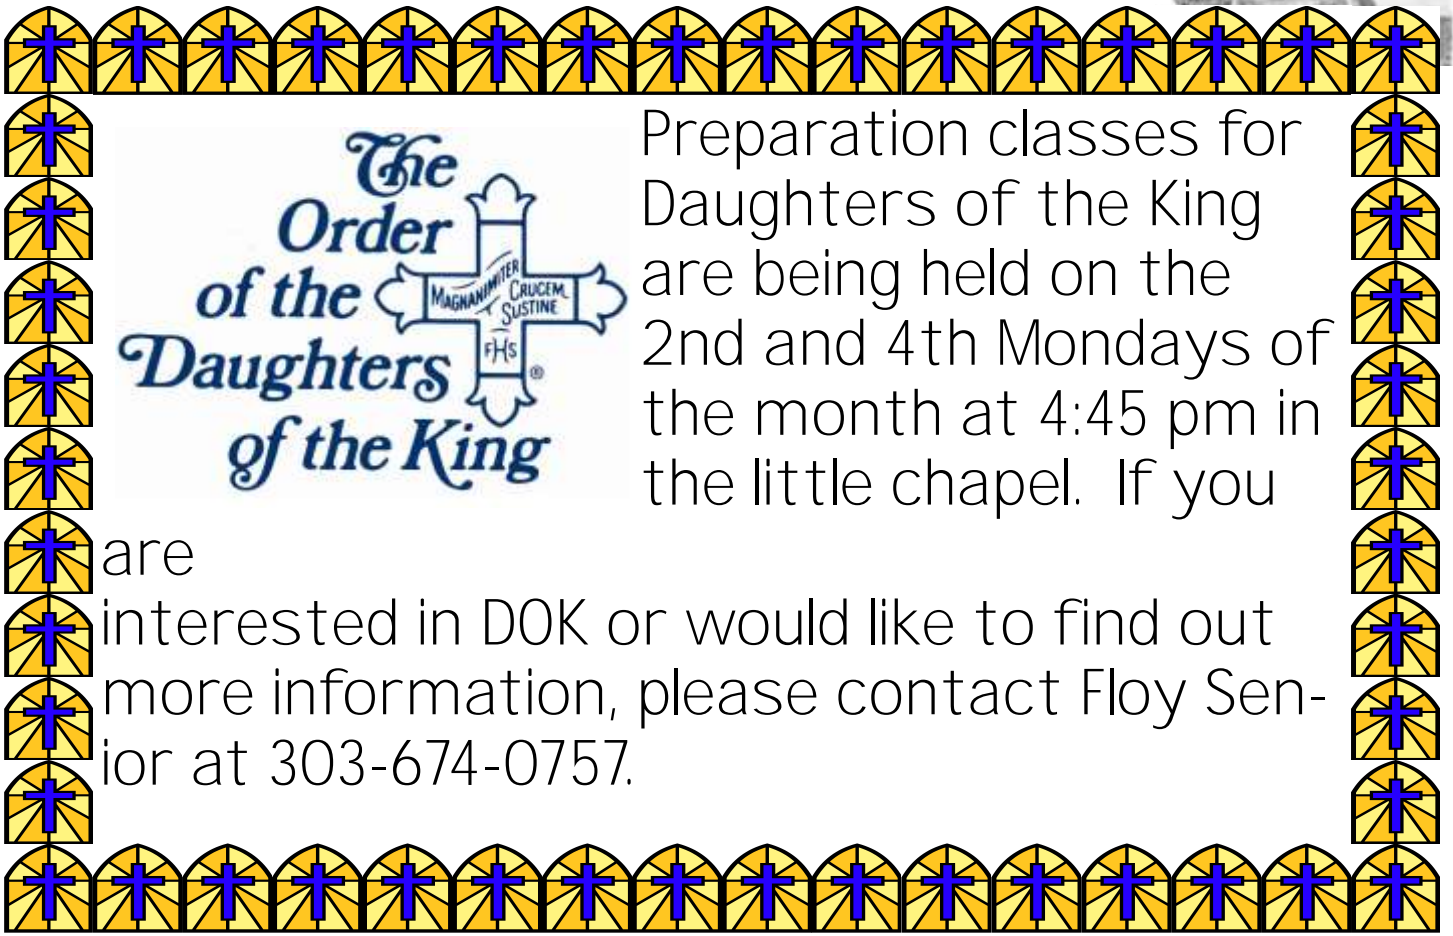 The
Order
of the
Daughters
of the King
MAGNANIMITER
CRUCEM
SUSTINE
FHS
®
Preparation classes for
Daughters of the King
are being held on the
2nd and 4th Mondays of
the month at 4:45 pm in
the little chapel.  If you
are
interested in DOK or would like to find out
more information, please contact Floy Sen-
ior at 303-674-0757.